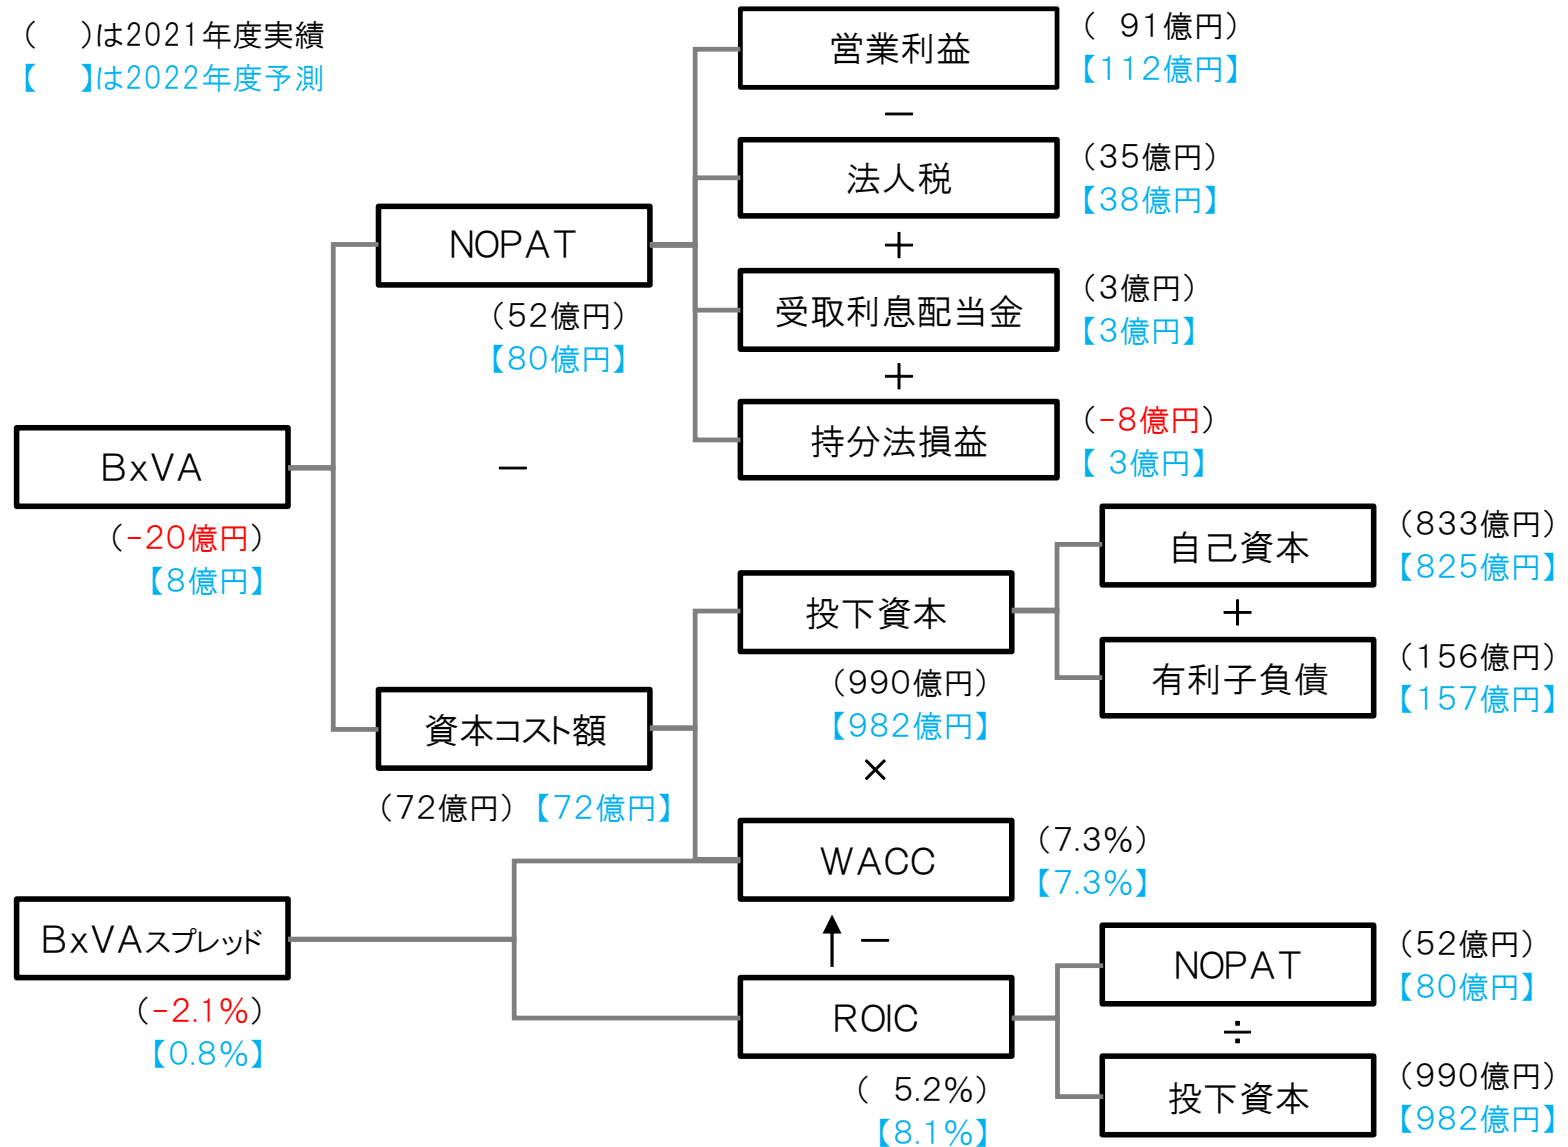 (　)は2021年度実績
【　】は2022年度予測
営業利益
(　91億円)
【112億円】
－
法人税
(35億円)
【38億円】
＋
NOPAT
(52億円)
【80億円】
受取利息配当金
(3億円)
【3億円】
＋
持分法損益
(-8億円)
【 3億円】
BxVA
(-20億円)
【8億円】
－
自己資本
(833億円)
【825億円】
＋
投下資本
(990億円)
【982億円】
有利子負債
(156億円)
【157億円】
×
資本コスト額
(72億円)【72億円】
WACC
(7.3%)
【7.3%】
－
BxVAスプレッド
(-2.1%)
【0.8%】
ROIC
(　5.2%)
【8.1%】
NOPAT
(52億円)
【80億円】
÷
投下資本
(990億円)
【982億円】